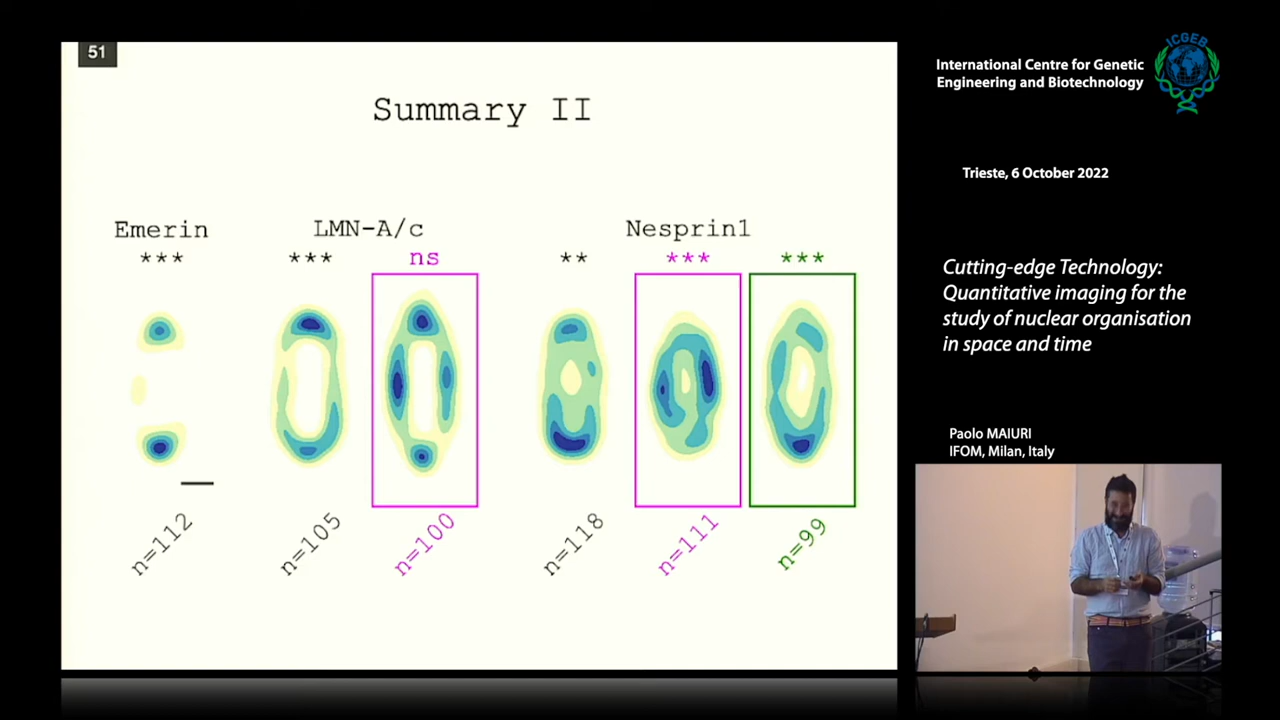 51
Summary II
Emerin
LMN-A/c
Nesprin1
***
***
ns
**
***
***
n=112
n=105
n=100
n=118
n=111
n=99
International Centre for Genetic
Engineering and Biotechnology
ICGEB
Trieste, 6 October 2022
Cutting-edge Technology:
Quantitative imaging for the
study of nuclear organisation
in space and time
Paolo MAIURI
IFOM, Milan, Italy